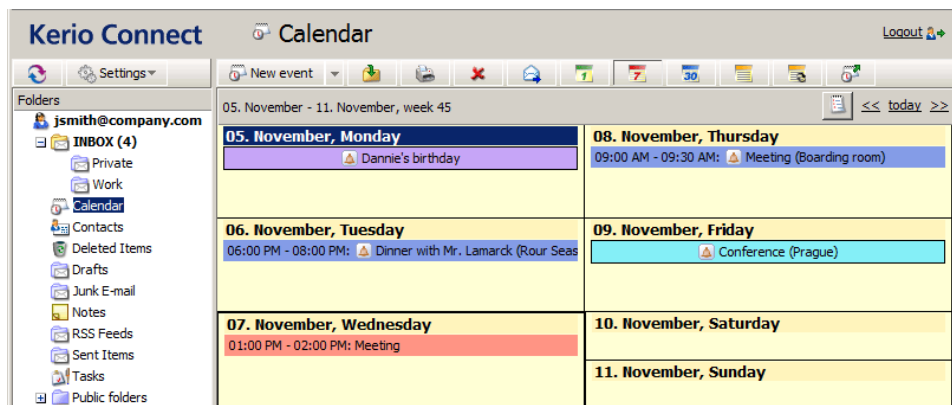 Kerio Connect
Calendar
Logout
Settings
New event
1
7
30
Folders
jsmith@company.com
INBOX (4)
Private
Work
Calendar
Contacts
Deleted Items
Drafts
Junk E-mail
Notes
RSS Feeds
Sent Items
Tasks
Public folders
05. November - 11. November, week 45
<< today >>
05. November, Monday
Dannie's birthday
06. November, Tuesday
06:00 PM - 08:00 PM: Dinner with Mr. Lamarck (Rour Seas
07. November, Wednesday
01:00 PM - 02:00 PM: Meeting
08. November, Thursday
09:00 AM - 09:30 AM: Meeting (Boarding room)
09. November, Friday
Conference (Prague)
10. November, Saturday
11. November, Sunday